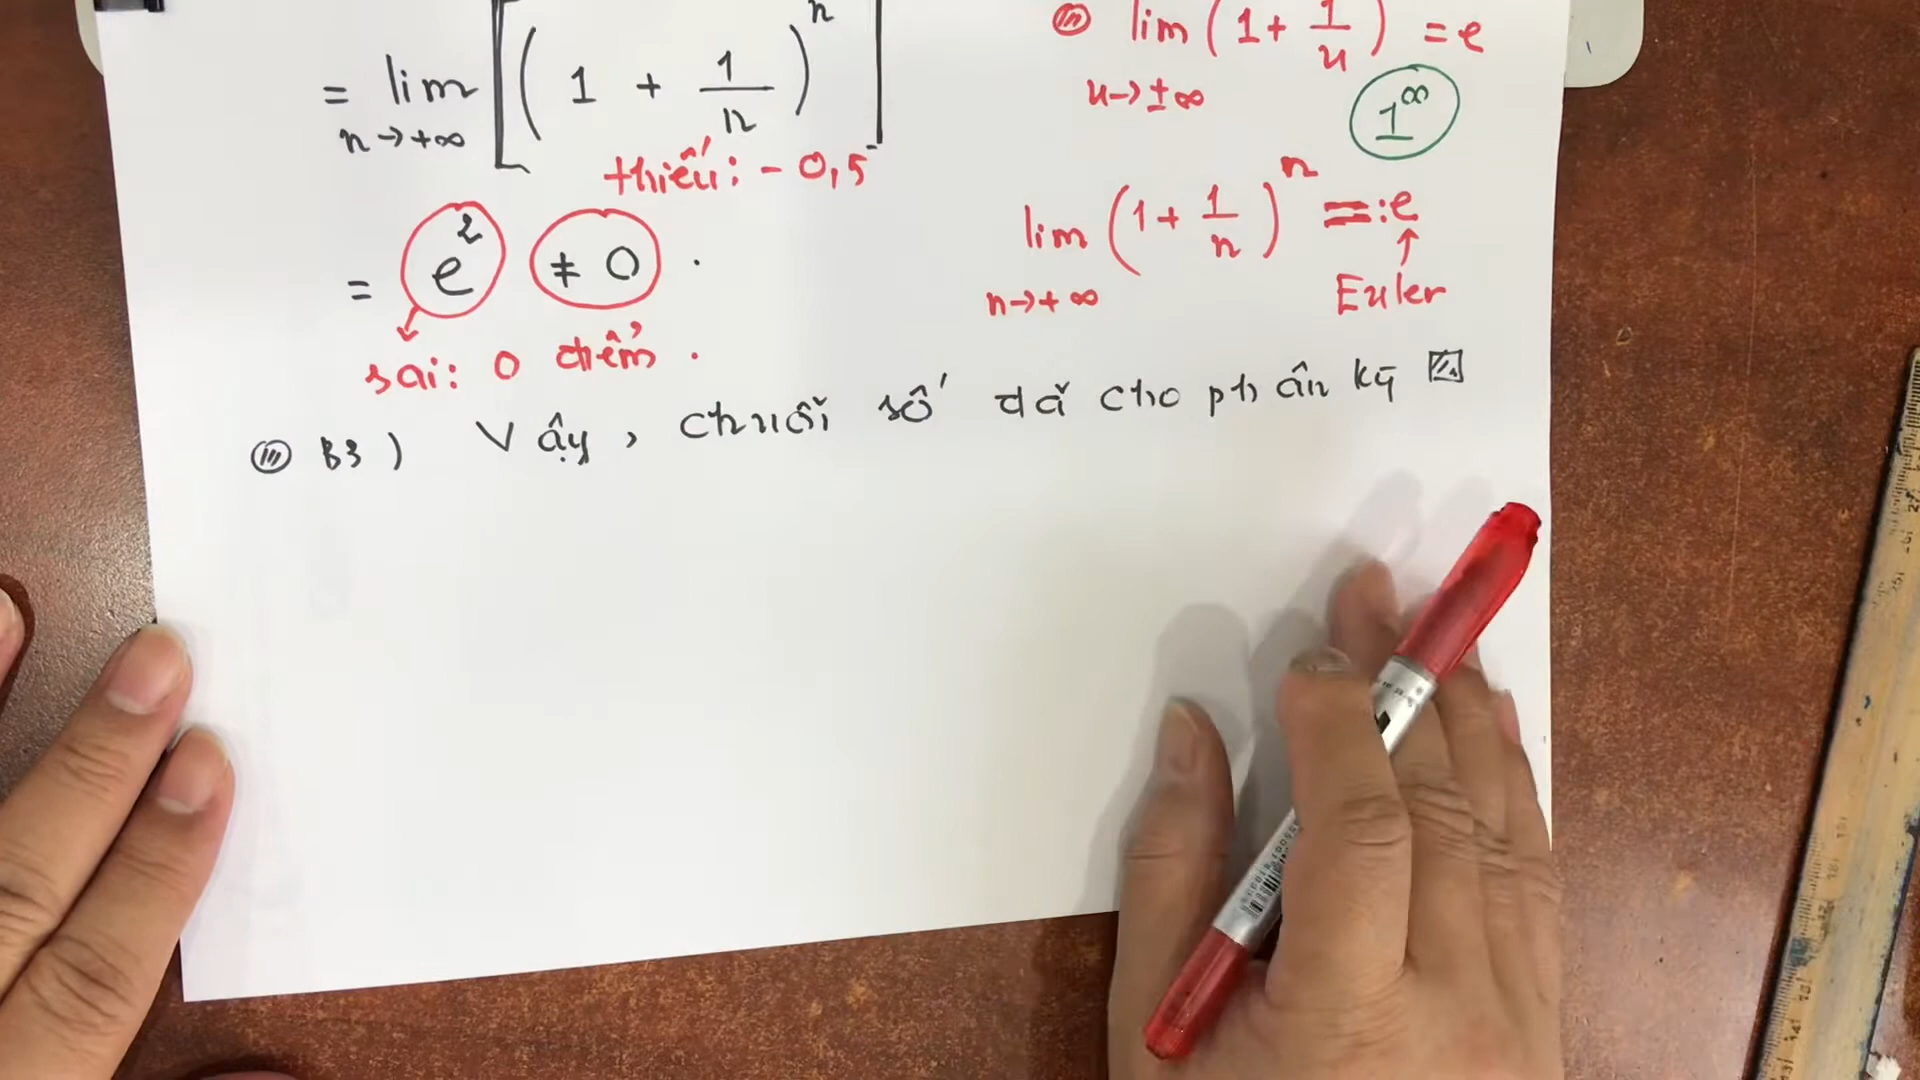 = lim n→+∞ [(1 + 1/n)^n]
thiếu: - 0,5
= e² ≠ 0 .
sai: 0 điểm .
lim u→±∞ (1 + 1/u) = e
1^∞
lim n→+∞ (1 + 1/n)^n =: e
↑
Euler
B3) Vậy, chuỗi số đã cho phân kỳ